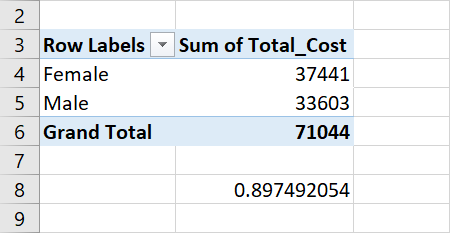 2
3 Row Labels Sum of Total_Cost
4 Female 37441
5 Male 33603
6 Grand Total 71044
7
8 0.897492054
9